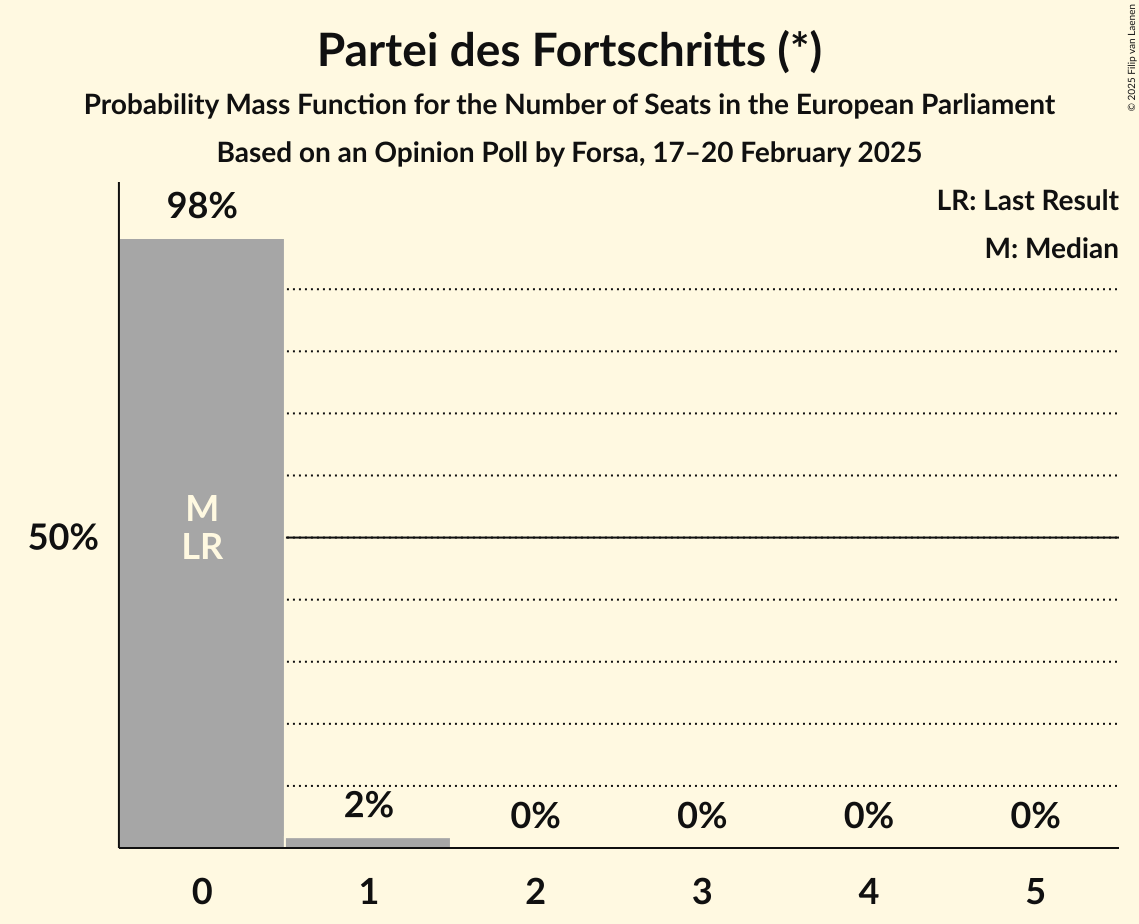 Partei des Fortschritts (*)
Probability Mass Function for the Number of Seats in the European Parliament
Based on an Opinion Poll by Forsa, 17–20 February 2025
© 2025 Filip van Laenen
LR: Last Result
M: Median
98%
M
LR
50%
2%
0%
0%
0%
0%
0
1
2
3
4
5